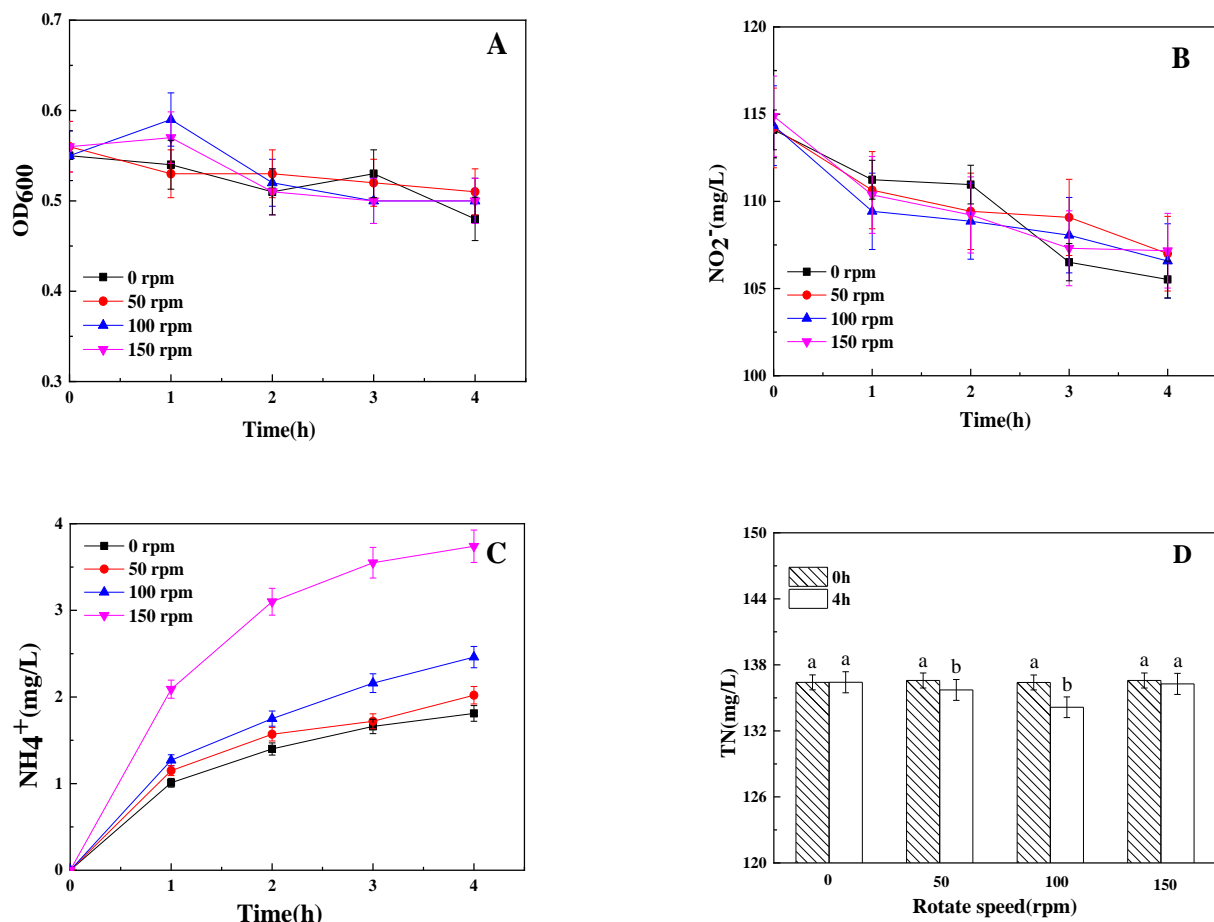 A
OD600
0.7
0.6
0.5
0.4
0.3
0 rpm
50 rpm
100 rpm
150 rpm
0 1 2 3 4
Time(h)
B
NO2-(mg/L)
120
115
110
105
100
0 rpm
50 rpm
100 rpm
150 rpm
0 1 2 3 4
Time(h)
C
NH4+(mg/L)
4
3
2
1
0
0 rpm
50 rpm
100 rpm
150 rpm
0 1 2 3 4
Time(h)
D
TN(mg/L)
150
144
138
132
126
120
0h
4h
a a a b a b a a
0 50 100 150
Rotate speed(rpm)